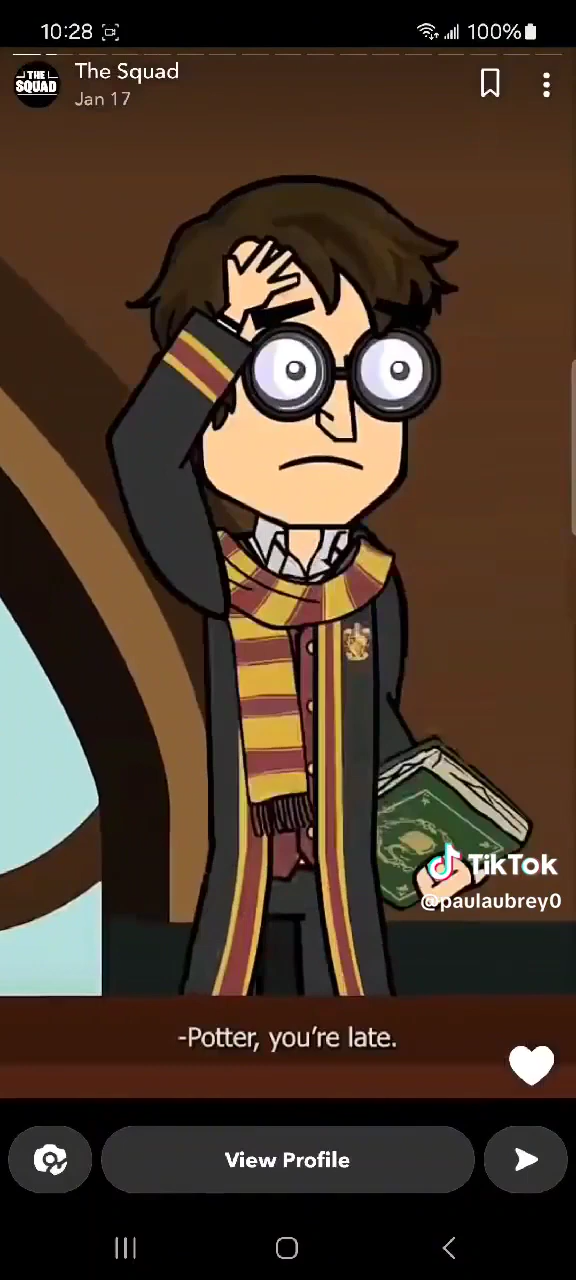 10:28
100%
THE
SQUAD
The Squad
Jan 17
TikTok
@paulaubrey0
-Potter, you’re late.
View Profile